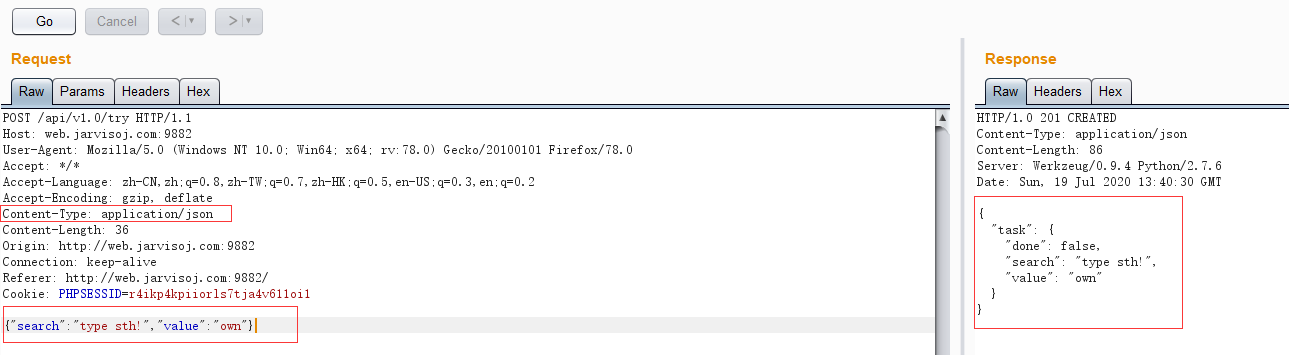 Go
Cancel
<
>
Request
Raw
Params
Headers
Hex
POST /api/v1.0/try HTTP/1.1
Host: web.jarvisoj.com:9882
User-Agent: Mozilla/5.0 (Windows NT 10.0; Win64; x64; rv:78.0) Gecko/20100101 Firefox/78.0
Accept: */*
Accept-Language: zh-CN,zh;q=0.8,zh-TW;q=0.7,zh-HK;q=0.5,en-US;q=0.3,en;q=0.2
Accept-Encoding: gzip, deflate
Content-Type: application/json
Content-Length: 36
Origin: http://web.jarvisoj.com:9882
Connection: keep-alive
Referer: http://web.jarvisoj.com:9882/
Cookie: PHPSESSID=r4ikp4kpiiorls7tja4v611oi1
{"search":"type sth!","value":"own"}
Response
Raw
Headers
Hex
HTTP/1.0 201 CREATED
Content-Type: application/json
Content-Length: 86
Server: Werkzeug/0.9.4 Python/2.7.6
Date: Sun, 19 Jul 2020 13:40:30 GMT
{
"task": {
"done": false,
"search": "type sth!",
"value": "own"
}
}